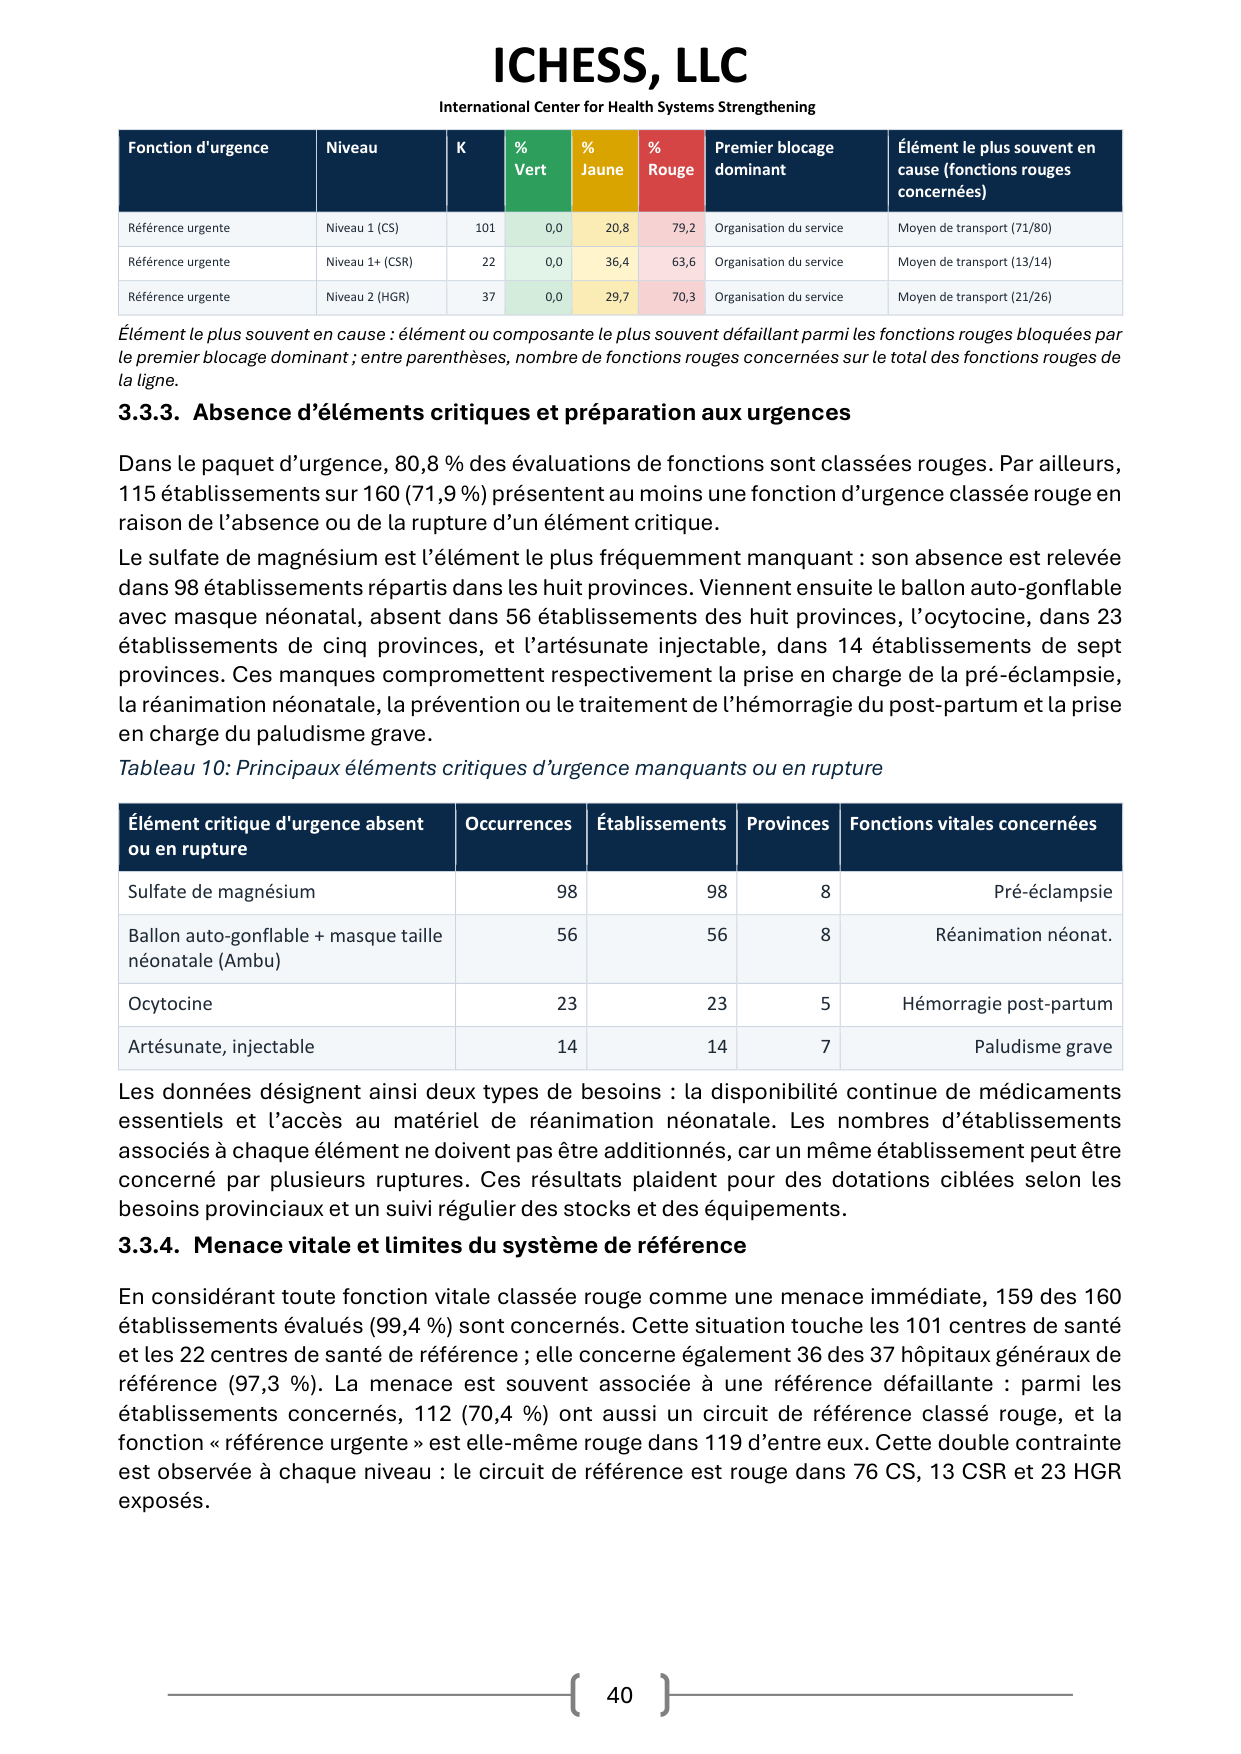 ICHESS, LLC
International Center for Health Systems Strengthening
Fonction d'urgence Niveau K % Vert % Jaune % Rouge Premier blocage dominant Élément le plus souvent en cause (fonctions rouges concernées)
Référence urgente Niveau 1 (CS) 101 0,0 20,8 79,2 Organisation du service Moyen de transport (71/80)
Référence urgente Niveau 1+ (CSR) 22 0,0 36,4 63,6 Organisation du service Moyen de transport (13/14)
Référence urgente Niveau 2 (HGR) 37 0,0 29,7 70,3 Organisation du service Moyen de transport (21/26)
Élément le plus souvent en cause : élément ou composante le plus souvent défaillant parmi les fonctions rouges bloquées par
le premier blocage dominant ; entre parenthèses, nombre de fonctions rouges concernées sur le total des fonctions rouges de
la ligne.
3.3.3. Absence d’éléments critiques et préparation aux urgences
Dans le paquet d’urgence, 80,8 % des évaluations de fonctions sont classées rouges. Par ailleurs,
115 établissements sur 160 (71,9 %) présentent au moins une fonction d’urgence classée rouge en
raison de l’absence ou de la rupture d’un élément critique.
Le sulfate de magnésium est l’élément le plus fréquemment manquant : son absence est relevée
dans 98 établissements répartis dans les huit provinces. Viennent ensuite le ballon auto-gonflable
avec masque néonatal, absent dans 56 établissements des huit provinces, l’ocytocine, dans 23
établissements de cinq provinces, et l’artésunate injectable, dans 14 établissements de sept
provinces. Ces manques compromettent respectivement la prise en charge de la pré-éclampsie,
la réanimation néonatale, la prévention ou le traitement de l’hémorragie du post-partum et la prise
en charge du paludisme grave.
Tableau 10: Principaux éléments critiques d’urgence manquants ou en rupture
Élément critique d'urgence absent ou en rupture Occurrences Établissements Provinces Fonctions vitales concernées
Sulfate de magnésium 98 98 8 Pré-éclampsie
Ballon auto-gonflable + masque taille néonatale (Ambu) 56 56 8 Réanimation néonat.
Ocytocine 23 23 5 Hémorragie post-partum
Artésunate, injectable 14 14 7 Paludisme grave
Les données désignent ainsi deux types de besoins : la disponibilité continue de médicaments
essentiels et l’accès au matériel de réanimation néonatale. Les nombres d’établissements
associés à chaque élément ne doivent pas être additionnés, car un même établissement peut être
concerné par plusieurs ruptures. Ces résultats plaident pour des dotations ciblées selon les
besoins provinciaux et un suivi régulier des stocks et des équipements.
3.3.4. Menace vitale et limites du système de référence
En considérant toute fonction vitale classée rouge comme une menace immédiate, 159 des 160
établissements évalués (99,4 %) sont concernés. Cette situation touche les 101 centres de santé
et les 22 centres de santé de référence ; elle concerne également 36 des 37 hôpitaux généraux de
référence (97,3 %). La menace est souvent associée à une référence défaillante : parmi les
établissements concernés, 112 (70,4 %) ont aussi un circuit de référence classé rouge, et la
fonction « référence urgente » est elle-même rouge dans 119 d’entre eux. Cette double contrainte
est observée à chaque niveau : le circuit de référence est rouge dans 76 CS, 13 CSR et 23 HGR
exposés.
40